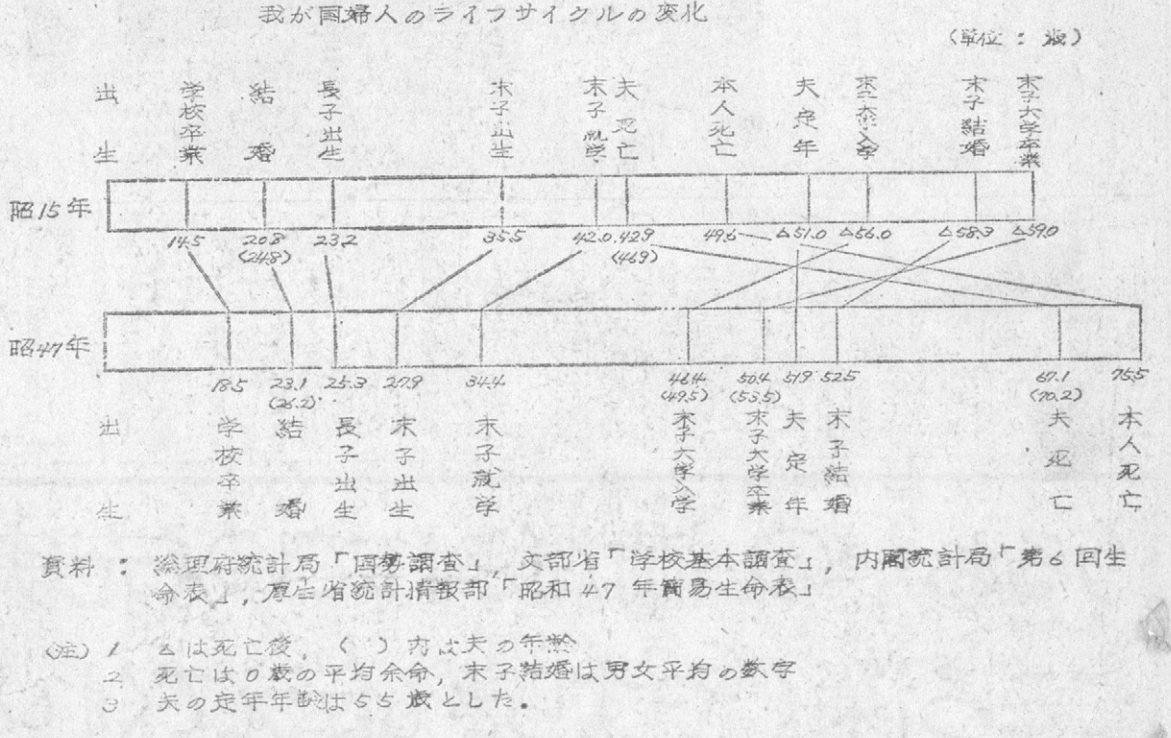 我が国婦人のライフサイクルの変化
(単位：歳)
出生 学校卒業 結婚 長子出生 末子出生 末子就学 夫死亡 本人死亡 夫定年 末子大学入学 末子結婚 末子大学卒業
昭15年
14.5 20.8 23.2 35.5 42.0 42.9 49.6 △51.0 △56.0 △58.3 △59.0
(24.8) (46.9)
昭47年
18.5 23.1 25.3 27.9 34.4 46.4 50.4 51.9 52.5 67.1 75.5
(26.2) (49.5) (53.5) (70.2)
出生 学校卒業 結婚 長子出生 末子出生 末子就学 末子大学入学 末子大学卒業 夫定年 末子結婚 夫死亡 本人死亡
資料：総理府統計局「国勢調査」，文部省「学校基本調査」，内閣統計局「第6回生
命表」，厚生省統計情報部「昭和47年簡易生命表」
(注) 1 △は死亡後，( )内は夫の年齢
2 死亡は0歳の平均余命，末子結婚は男女平均の数字
3 夫の定年年齢は55歳とした。